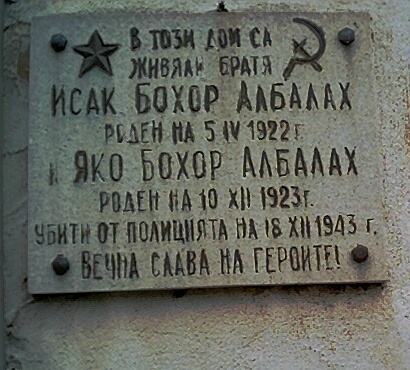 В ТОЗИ ДОМ СА
ЖИВЯЛИ БРАТЯ
ИСАК БОХОР АЛБАЛАХ
РОДЕН НА 5 IV 1922 г.
и ЯКО БОХОР АЛБАЛАХ
РОДЕН НА 10 XII 1923 г.
УБИТИ ОТ ПОЛИЦИЯТА НА 18 XII 1943 г.
ВЕЧНА СЛАВА НА ГЕРОИТЕ!